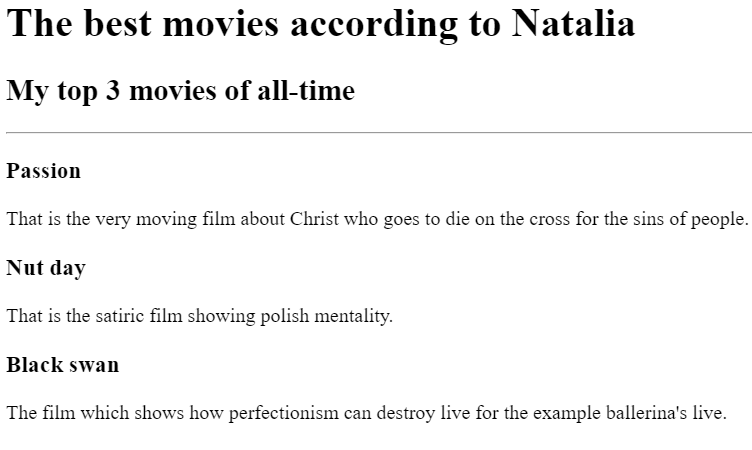 The best movies according to Natalia
My top 3 movies of all-time
Passion
That is the very moving film about Christ who goes to die on the cross for the sins of people.
Nut day
That is the satiric film showing polish mentality.
Black swan
The film which shows how perfectionism can destroy live for the example ballerina's live.